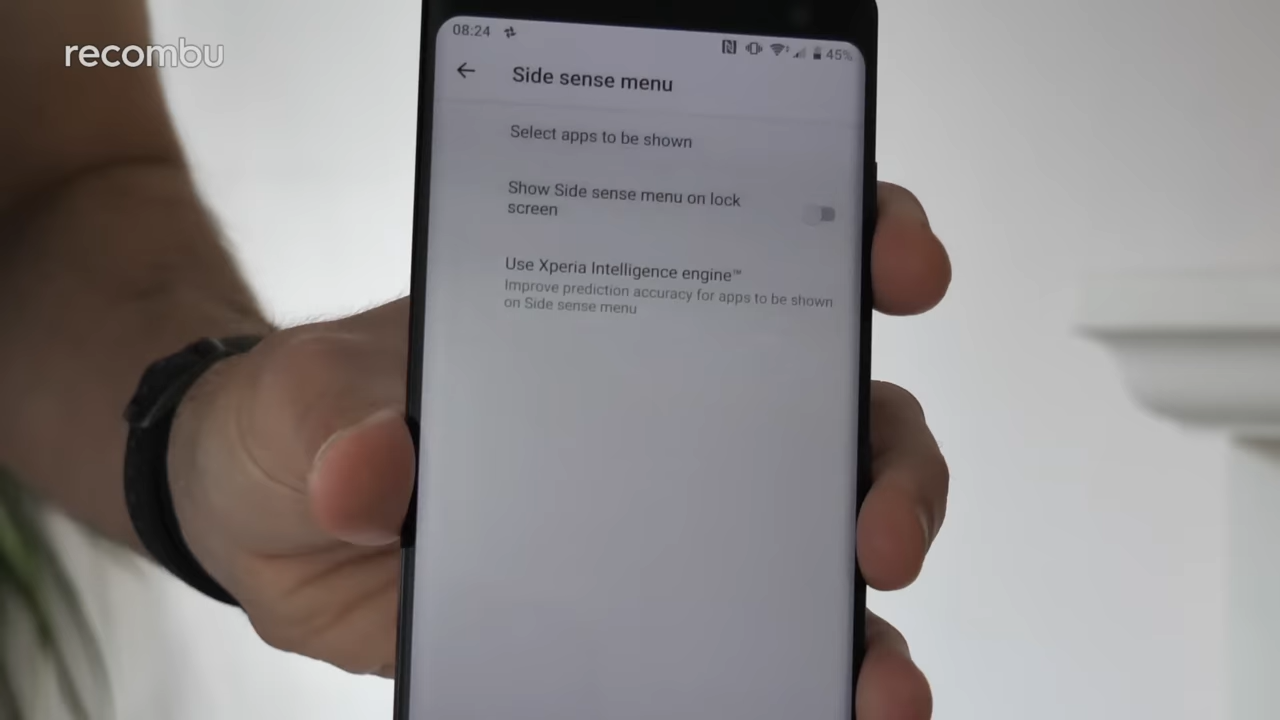 recombu
08:24
45%
Side sense menu
Select apps to be shown
Show Side sense menu on lock
screen
Use Xperia Intelligence engine™
Improve prediction accuracy for apps to be shown
on Side sense menu